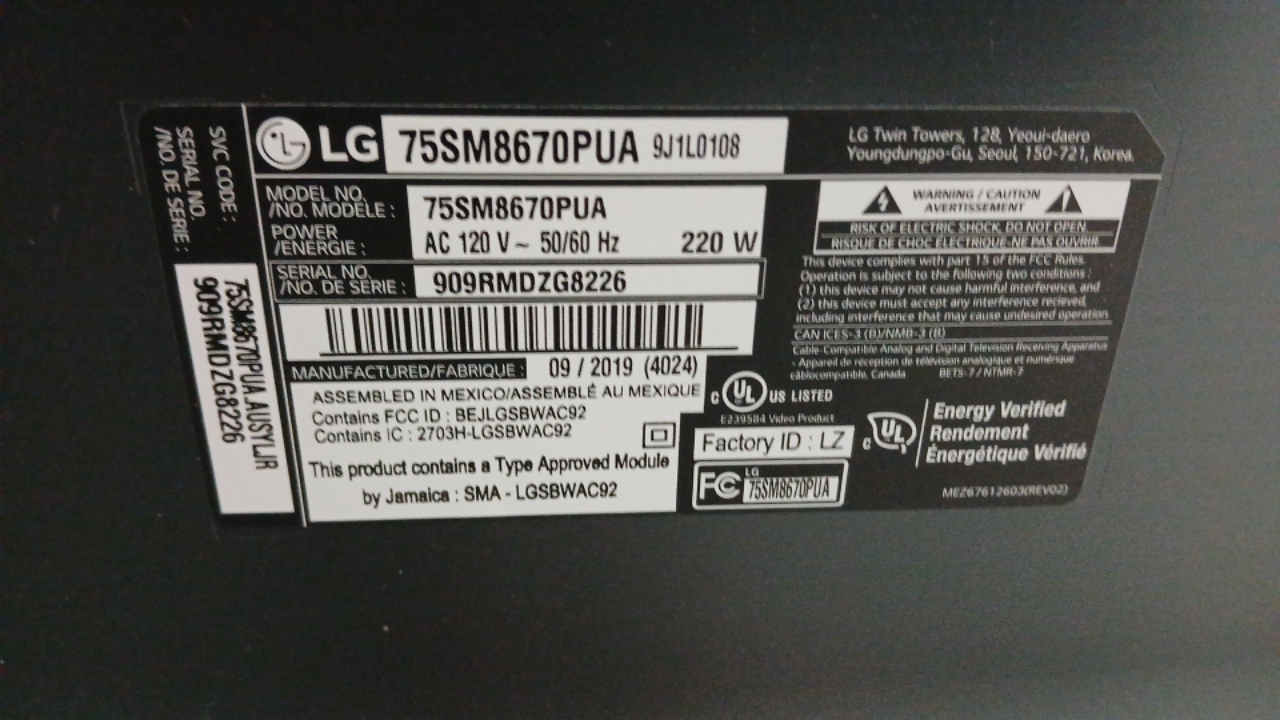 SVC CODE :
SERIAL NO.
/NO. DE SÉRIE :
75SM8670PUA.AUSYLJR
909RMDZG8226
LG 75SM8670PUA 9J1L0108
LG Twin Towers, 128, Yeoui-daero
Youngdungpo-Gu, Seoul, 150-721, Korea.
MODEL NO.
/NO. MODÈLE : 75SM8670PUA
POWER
/ÉNERGIE : AC 120 V ~ 50/60 Hz 220 W
SERIAL NO.
/NO. DE SÉRIE : 909RMDZG8226
MANUFACTURED/FABRIQUE : 09 / 2019 (4024)
ASSEMBLED IN MEXICO/ASSEMBLÉ AU MEXIQUE
Contains FCC ID : BEJLGSBWAC92
Contains IC : 2703H-LGSBWAC92
This product contains a Type Approved Module
by Jamaica : SMA - LGSBWAC92
WARNING / CAUTION
AVERTISSEMENT
RISK OF ELECTRIC SHOCK, DO NOT OPEN.
RISQUE DE CHOC ÉLECTRIQUE-NE PAS OUVRIR
This device complies with part 15 of the FCC Rules.
Operation is subject to the following two conditions :
(1) this device may not cause harmful interference, and
(2) this device must accept any interference recieved,
including interference that may cause undesired operation.
CAN ICES-3 (B)/NMB-3 (B)
Cable-Compatible Analog and Digital Television Receiving Apparatus
- Appareil de réception de télévision analogique et numérique
câblocompatible, Canada BETS-7 / NTMR-7
c UL US LISTED
E239584 Video Product
Factory ID : LZ
FC LG
75SM8670PUA
c UL Energy Verified
Rendement
Énergétique Vérifié
MEZ67612603(REV02)